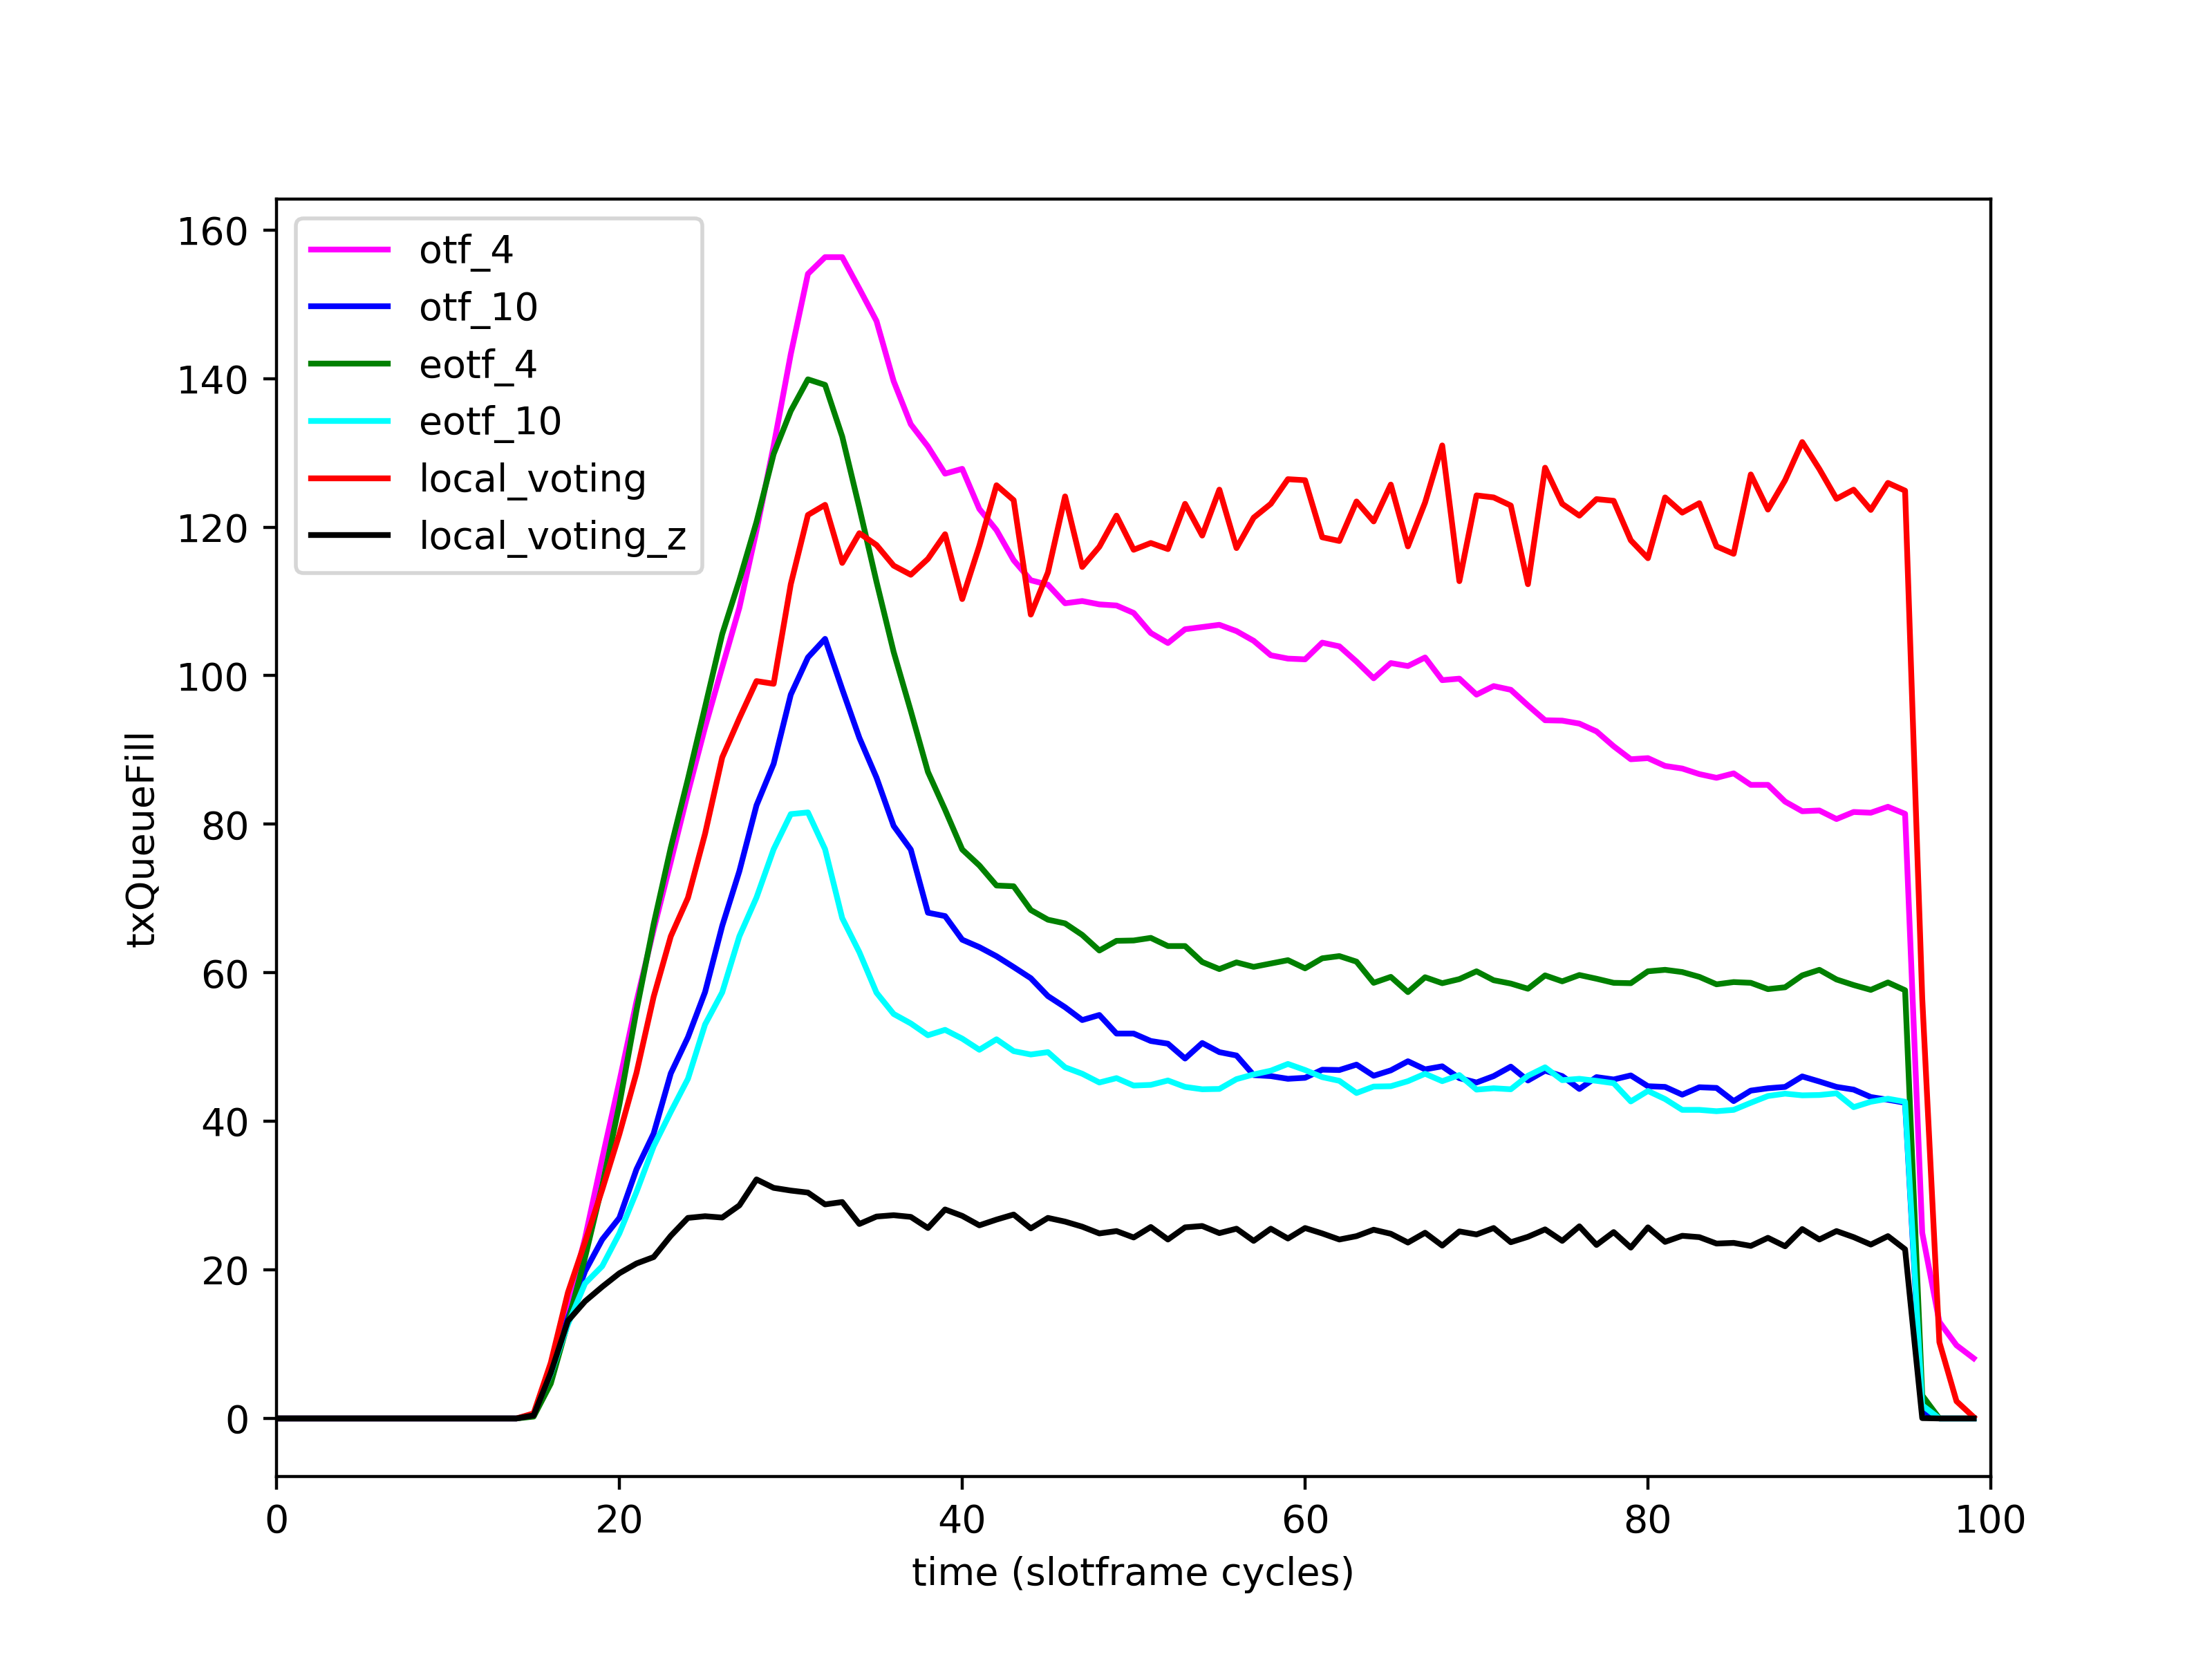 160
140
120
100
80
60
40
20
0
txQueueFill
otf_4
otf_10
eotf_4
eotf_10
local_voting
local_voting_z
0 20 40 60 80 100
time (slotframe cycles)